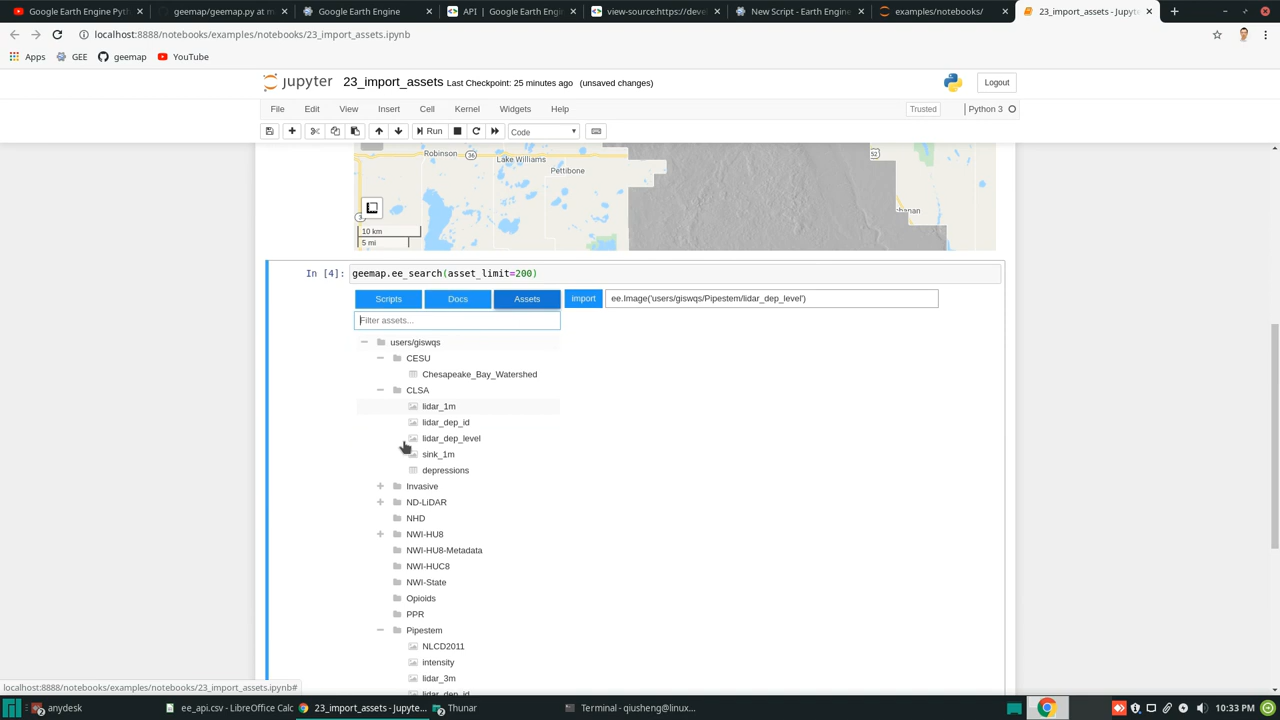 Google Earth Engine Pyth
geemap/geemap.py at m
Google Earth Engine
API | Google Earth Engin
view-source:https://deve
New Script - Earth Engine
examples/notebooks/
23_import_assets - Jupyte
localhost:8888/notebooks/examples/notebooks/23_import_assets.ipynb
Apps GEE geemap YouTube
jupyter 23_import_assets Last Checkpoint: 25 minutes ago (unsaved changes)
Logout
File Edit View Insert Cell Kernel Widgets Help
Trusted Python 3
Run Code
Robinson 36 Lake Williams 52
Pettibone
chanan
3
10 km
5 mi
In [4]: geemap.ee_search(asset_limit=200)
Scripts Docs Assets import ee.Image('users/giswqs/Pipestem/lidar_dep_level')
Filter assets...
users/giswqs
CESU
Chesapeake_Bay_Watershed
CLSA
lidar_1m
lidar_dep_id
lidar_dep_level
sink_1m
depressions
Invasive
ND-LiDAR
NHD
NWI-HU8
NWI-HU8-Metadata
NWI-HUC8
NWI-State
Opioids
PPR
Pipestem
NLCD2011
intensity
lidar_3m
lidar_dep_id
localhost:8888/notebooks/examples/notebooks/23_import_assets.ipynb#
anydesk
ee_api.csv - LibreOffice Calc
23_import_assets - Jupyte...
Thunar
Terminal - qiusheng@linux...
10:33 PM